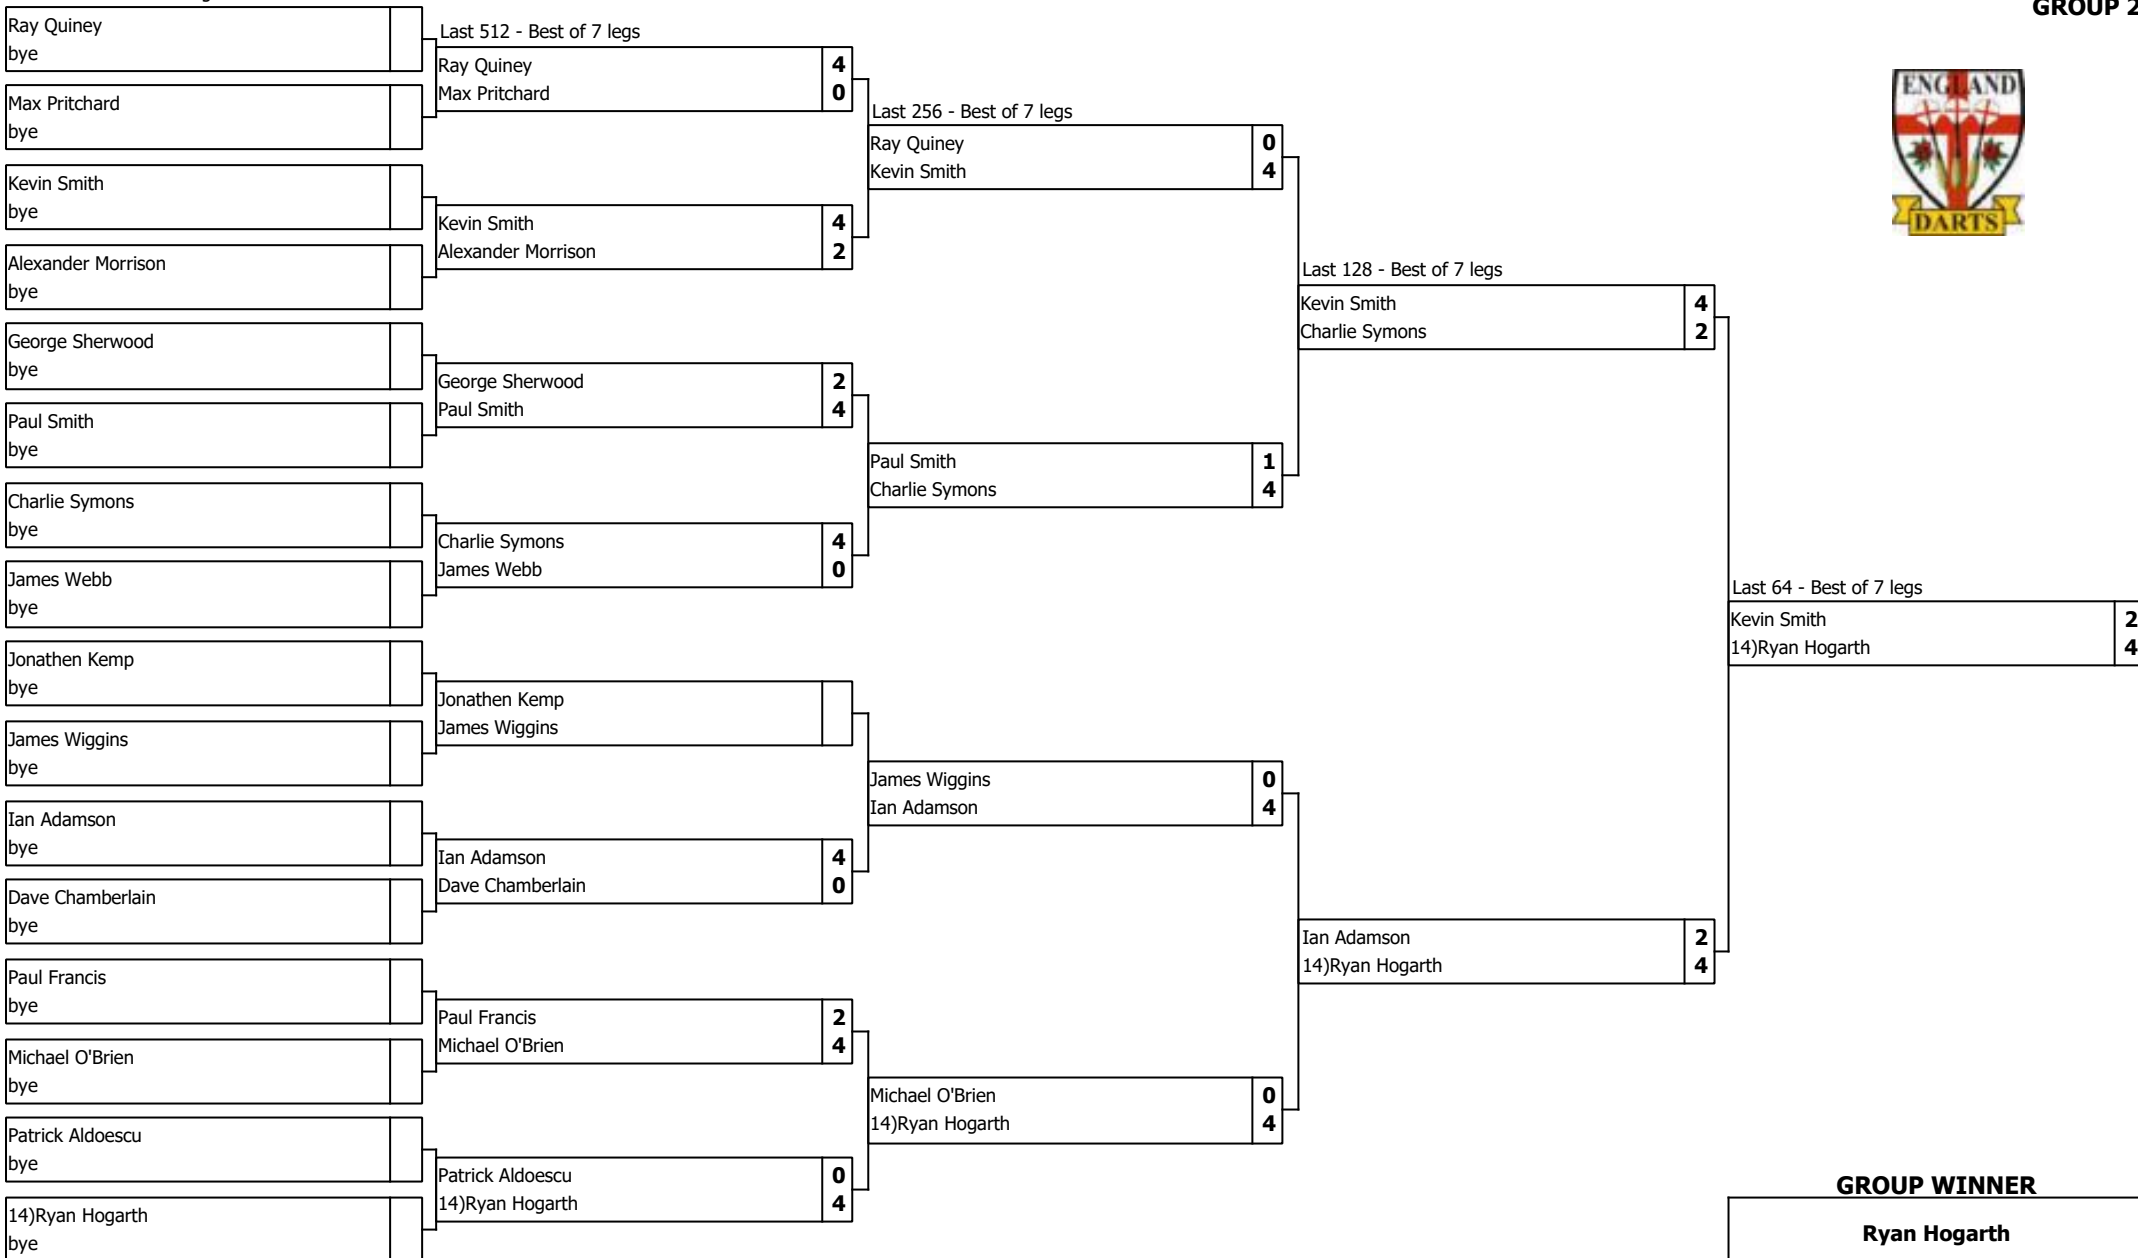 GROUP 2
ENGLAND
DARTS
Ray Quiney
bye
Max Pritchard
bye
Kevin Smith
bye
Alexander Morrison
bye
George Sherwood
bye
Paul Smith
bye
Charlie Symons
bye
James Webb
bye
Jonathen Kemp
bye
James Wiggins
bye
Ian Adamson
bye
Dave Chamberlain
bye
Paul Francis
bye
Michael O'Brien
bye
Patrick Aldoescu
bye
14)Ryan Hogarth
bye
Last 512 - Best of 7 legs
Ray Quiney 4
Max Pritchard 0
Kevin Smith 4
Alexander Morrison 2
George Sherwood 2
Paul Smith 4
Charlie Symons 4
James Webb 0
Jonathen Kemp
James Wiggins
Ian Adamson 4
Dave Chamberlain 0
Paul Francis 2
Michael O'Brien 4
Patrick Aldoescu 0
14)Ryan Hogarth 4
Last 256 - Best of 7 legs
Ray Quiney 0
Kevin Smith 4
Paul Smith 1
Charlie Symons 4
James Wiggins 0
Ian Adamson 4
Michael O'Brien 0
14)Ryan Hogarth 4
Last 128 - Best of 7 legs
Kevin Smith 4
Charlie Symons 2
Ian Adamson 2
14)Ryan Hogarth 4
Last 64 - Best of 7 legs
Kevin Smith 2
14)Ryan Hogarth 4
GROUP WINNER
Ryan Hogarth